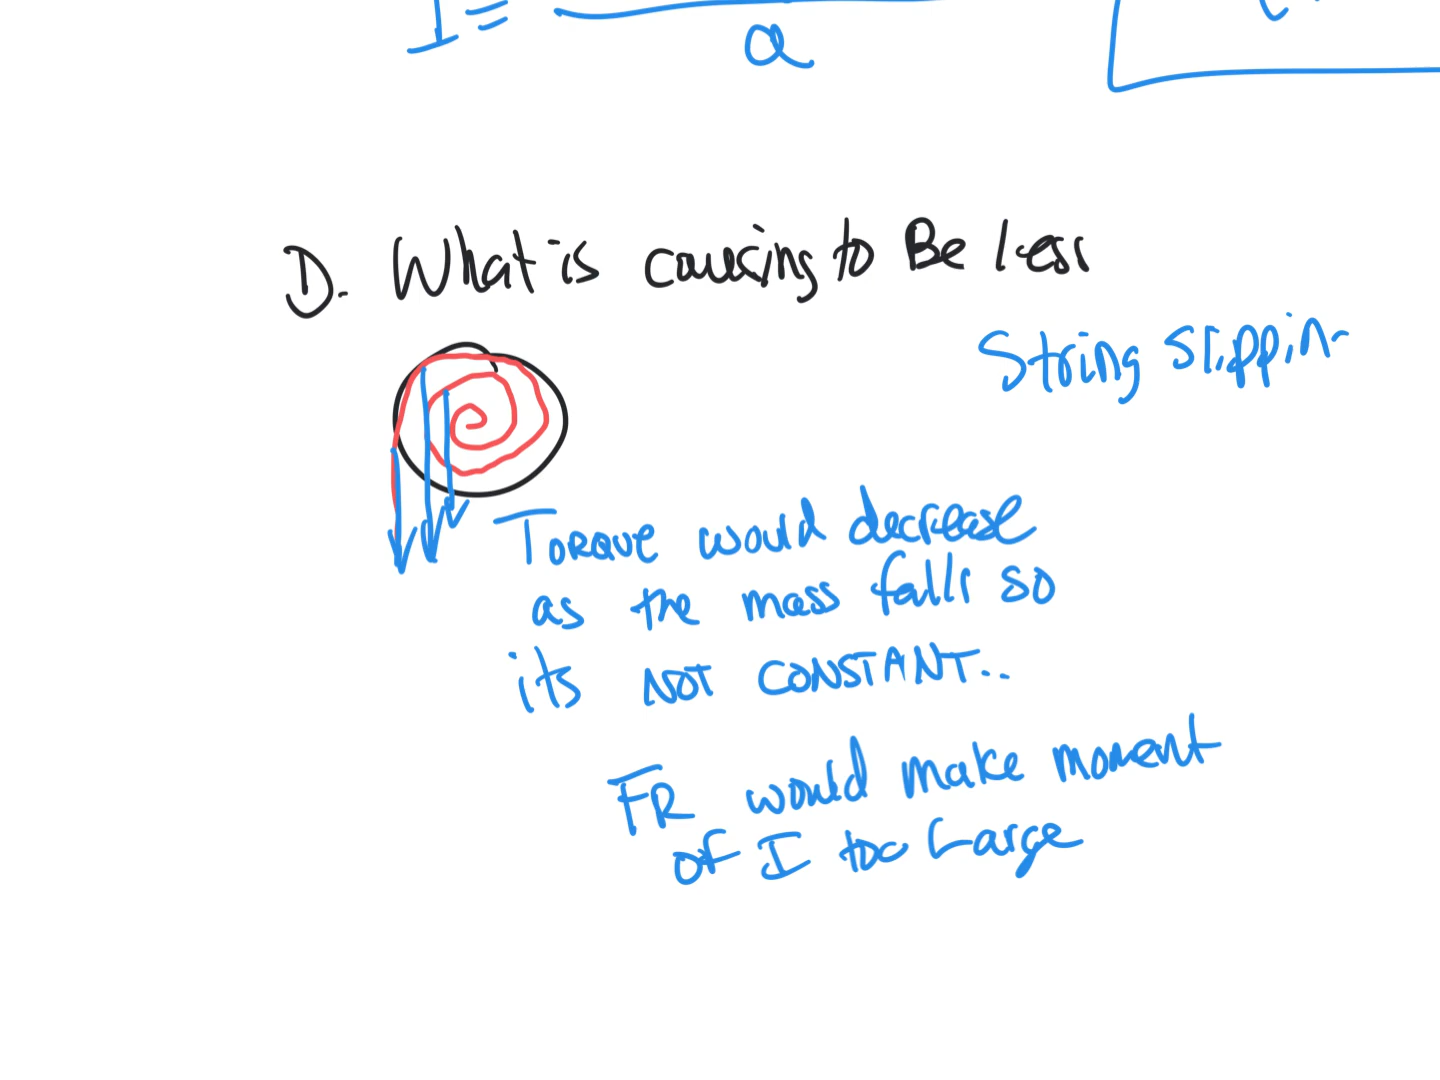 I =
α
D. What is causing to Be less
String slippin
Torque would decrease
as the mass falls so
its NOT CONSTANT..
FR would make moment
of I too Large